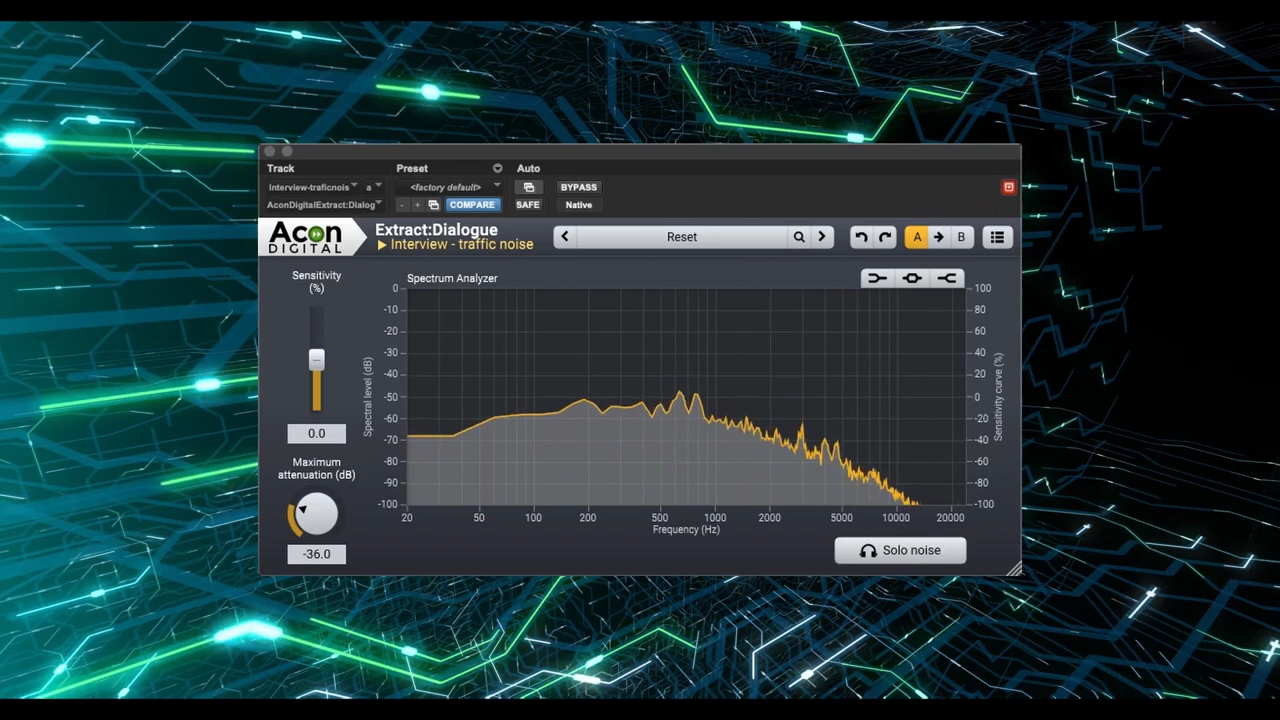 Track
Preset
Auto
Interview-traficnois
a
<factory default>
BYPASS
AconDigitalExtract:Dialog
-
+
COMPARE
SAFE
Native
Acon
DIGITAL
Extract:Dialogue
Interview - traffic noise
Reset
A
B
Sensitivity
(%)
0.0
Maximum
attenuation (dB)
-36.0
Spectrum Analyzer
Spectral level (dB)
0
-10
-20
-30
-40
-50
-60
-70
-80
-90
-100
100
80
60
40
20
0
-20
-40
-60
-80
-100
Sensitivity curve (%)
20 50 100 200 500 1000 2000 5000 10000 20000
Frequency (Hz)
Solo noise